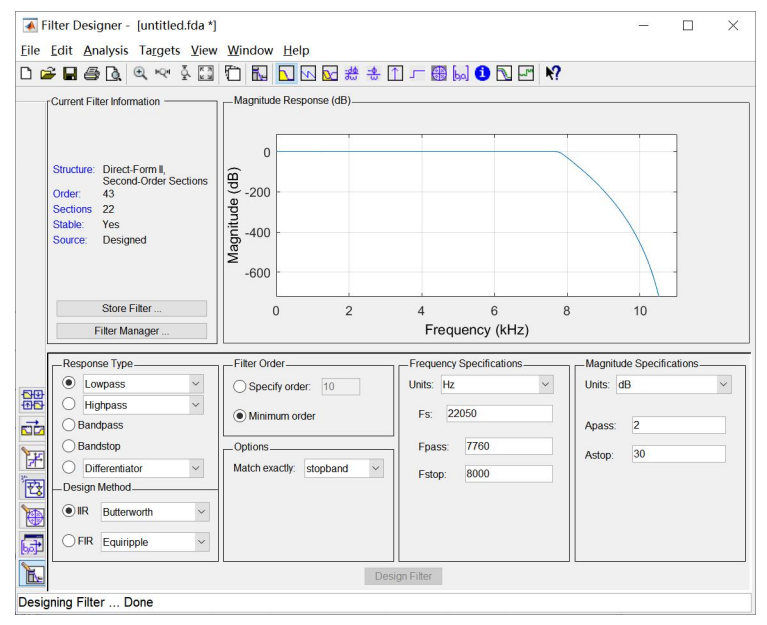 Filter Designer - [untitled.fda *]
File Edit Analysis Targets View Window Help
Current Filter Information
Structure: Direct-Form II,
Second-Order Sections
Order: 43
Sections 22
Stable: Yes
Source: Designed
Store Filter ...
Filter Manager ...
Magnitude Response (dB)
Magnitude (dB)
0
-200
-400
-600
0 2 4 6 8 10
Frequency (kHz)
Response Type
Lowpass
Highpass
Bandpass
Bandstop
Differentiator
Design Method
IIR Butterworth
FIR Equiripple
Filter Order
Specify order: 10
Minimum order
Options
Match exactly: stopband
Frequency Specifications
Units: Hz
Fs: 22050
Fpass: 7760
Fstop: 8000
Magnitude Specifications
Units: dB
Apass: 2
Astop: 30
Design Filter
Designing Filter ... Done